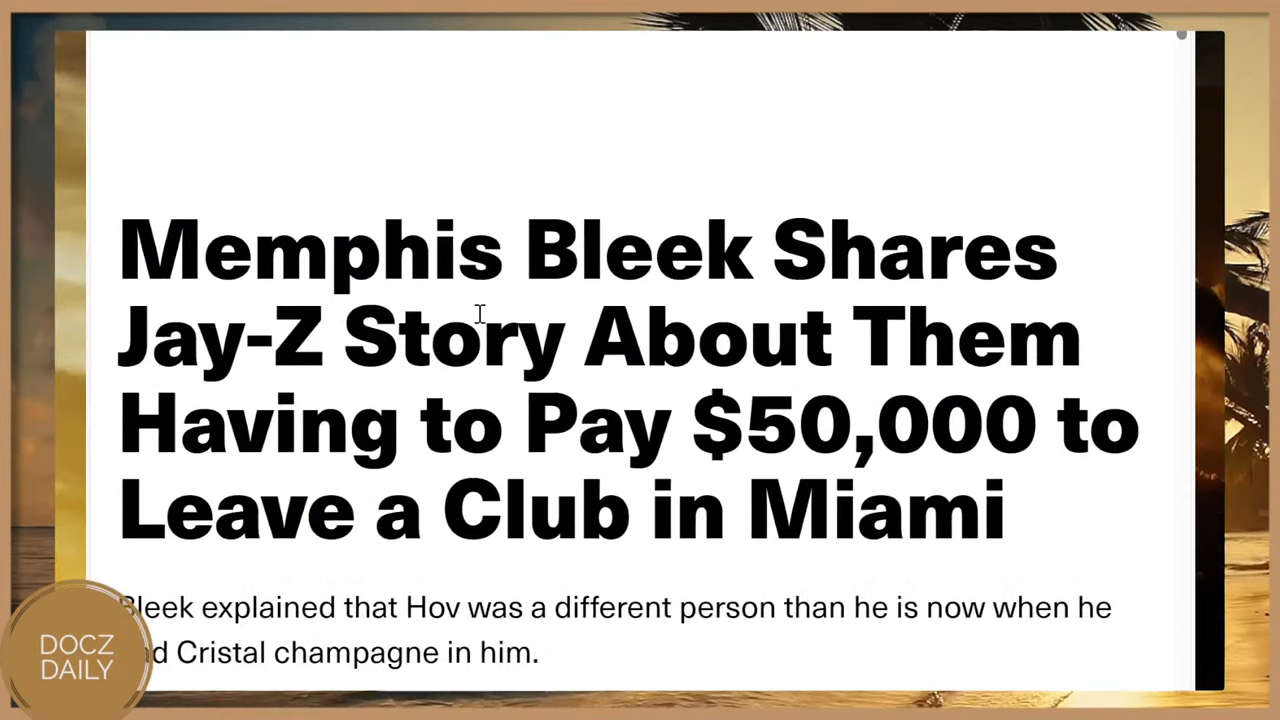 Memphis Bleek Shares
Jay-Z Story About Them
Having to Pay $50,000 to
Leave a Club in Miami
Bleek explained that Hov was a different person than he is now when he
Cristal champagne in him.
DOCZ
DAILY